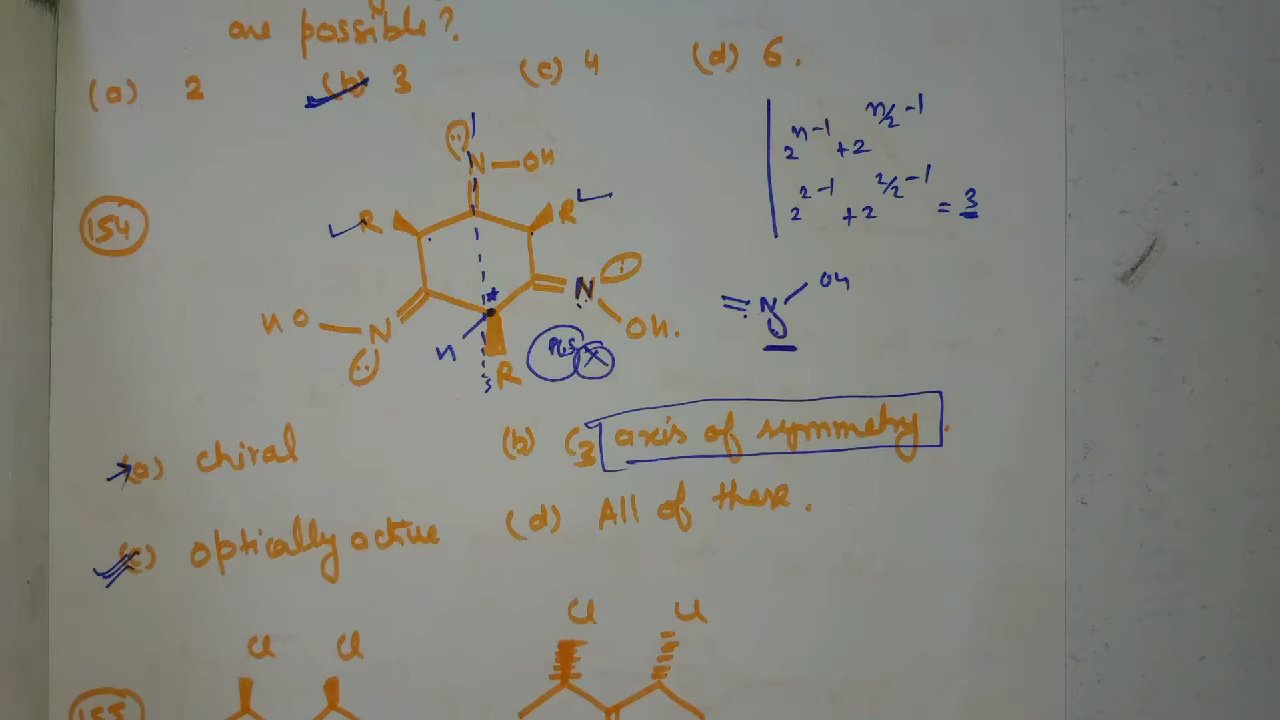 are possible?
(a) 2 (b) 3 (c) 4 (d) 6.
2^{n-1} + 2^{n/2-1}
2^{2-1} + 2^{2/2-1} = 3
(154)
N—OH
R R
HO N N OH.
H R POS X
=N OH
(a) chiral (b) C3 axis of symmetry.
(c) optically active (d) All of these.
Cl Cl Cl Cl
(155)